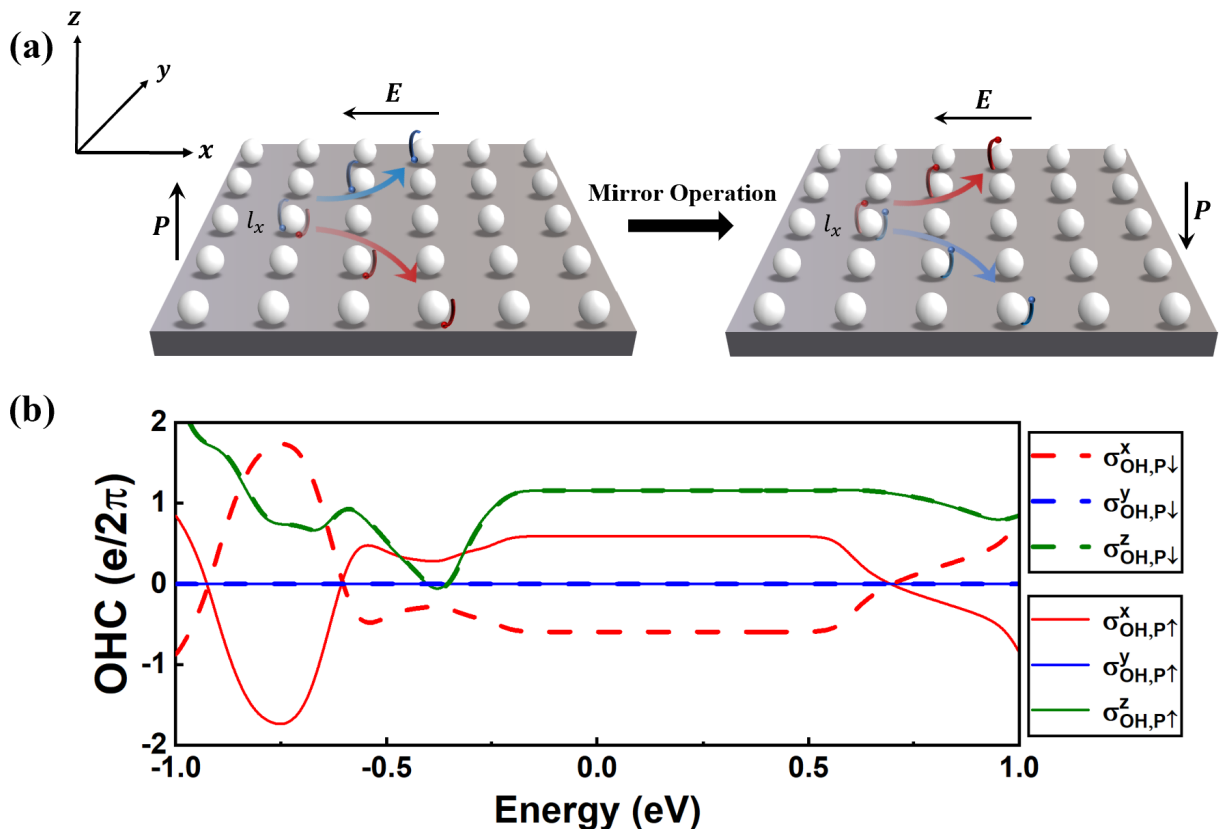 (a)
z
y
x
P
E
l_x
Mirror Operation
E
l_x
P
(b)
OHC (e/2π)
2
1
0
-1
-2
-1.0 -0.5 0.0 0.5 1.0
Energy (eV)
σ^x_OH,P↓
σ^y_OH,P↓
σ^z_OH,P↓
σ^x_OH,P↑
σ^y_OH,P↑
σ^z_OH,P↑